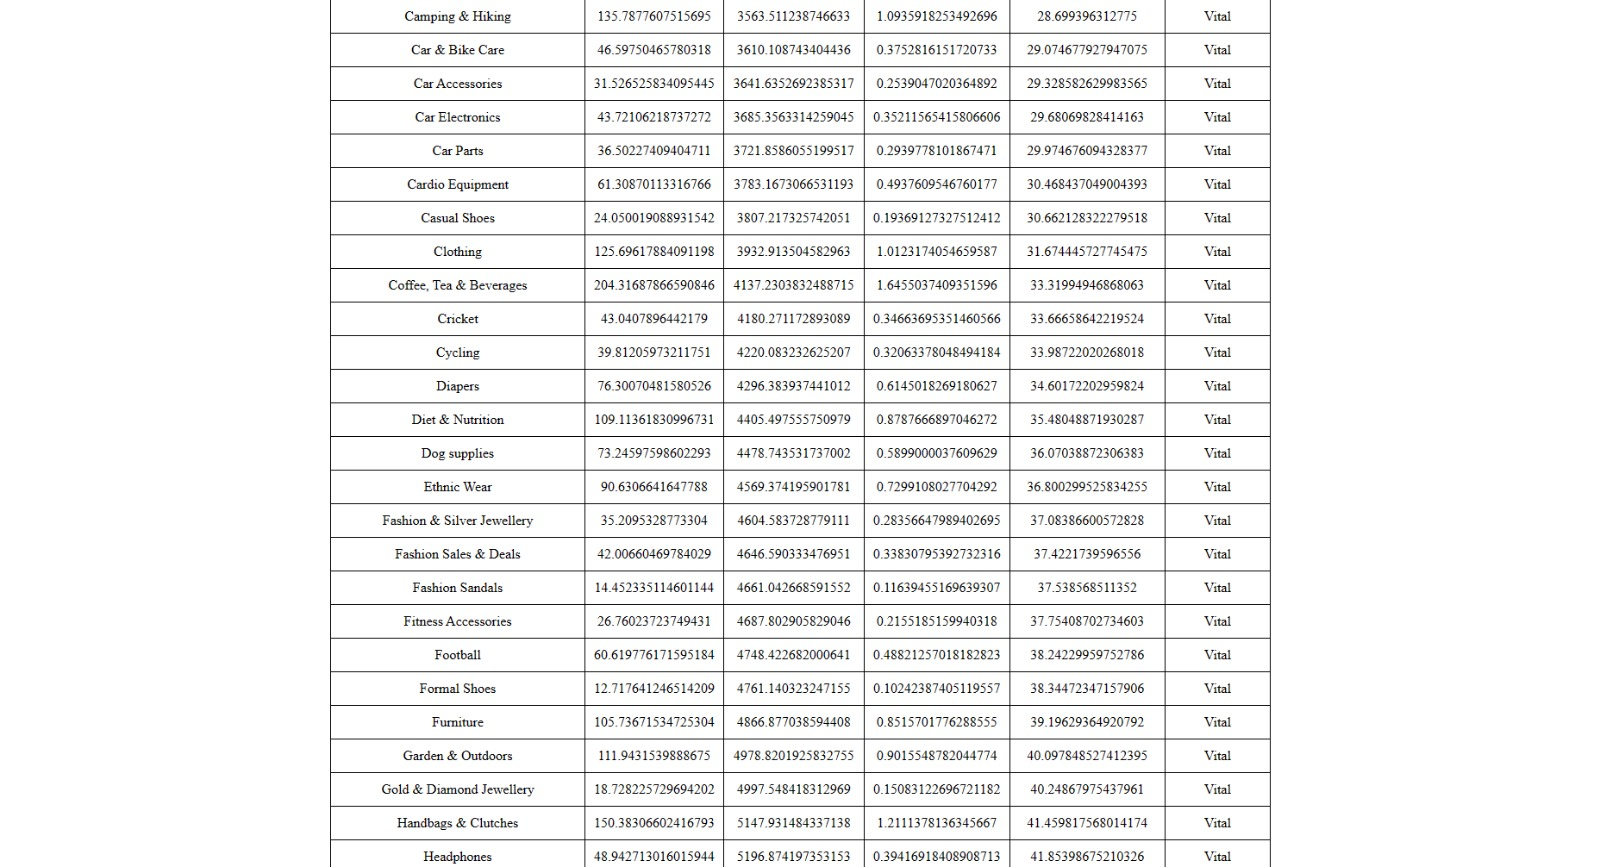 Camping & Hiking 135.7877607515695 3563.511238746633 1.0935918253492696 28.699396312775 Vital
Car & Bike Care 46.59750465780318 3610.108743404436 0.3752816151720733 29.074677927947075 Vital
Car Accessories 31.526525834095445 3641.6352692385317 0.2539047020364892 29.328582629983565 Vital
Car Electronics 43.72106218737272 3685.3563314259045 0.35211565415806606 29.68069828414163 Vital
Car Parts 36.50227409404711 3721.8586055199517 0.2939778101867471 29.974676094328377 Vital
Cardio Equipment 61.30870113316766 3783.1673066531193 0.4937609546760177 30.468437049004393 Vital
Casual Shoes 24.050019088931542 3807.217325742051 0.19369127327512412 30.662128322279518 Vital
Clothing 125.69617884091198 3932.913504582963 1.0123174054659587 31.674445727745475 Vital
Coffee, Tea & Beverages 204.31687866590846 4137.2303832488715 1.6455037409351596 33.31994946868063 Vital
Cricket 43.0407896442179 4180.271172893089 0.34663695351460566 33.66658642219524 Vital
Cycling 39.81205973211751 4220.083232625207 0.32063378048494184 33.98722020268018 Vital
Diapers 76.30070481580526 4296.383937441012 0.6145018269180627 34.60172202959824 Vital
Diet & Nutrition 109.11361830996731 4405.497555750979 0.8787666897046272 35.48048871930287 Vital
Dog supplies 73.24597598602293 4478.743531737002 0.5899000037609629 36.07038872306383 Vital
Ethnic Wear 90.6306641647788 4569.374195901781 0.7299108027704292 36.800299525834255 Vital
Fashion & Silver Jewellery 35.2095328773304 4604.583728779111 0.28356647989402695 37.08386600572828 Vital
Fashion Sales & Deals 42.00660469784029 4646.590333476951 0.33830795392732316 37.4221739596556 Vital
Fashion Sandals 14.452335114601144 4661.042668591552 0.11639455169639307 37.538568511352 Vital
Fitness Accessories 26.76023723749431 4687.802905829046 0.2155185159940318 37.75408702734603 Vital
Football 60.619776171595184 4748.422682000641 0.48821257018182823 38.24229959752786 Vital
Formal Shoes 12.717641246514209 4761.140323247155 0.10242387405119557 38.34472347157906 Vital
Furniture 105.73671534725304 4866.877038594408 0.8515701776288555 39.19629364920792 Vital
Garden & Outdoors 111.9431539888675 4978.8201925832755 0.9015548782044774 40.097848527412395 Vital
Gold & Diamond Jewellery 18.728225729694202 4997.548418312969 0.15083122696721182 40.24867975437961 Vital
Handbags & Clutches 150.38306602416793 5147.931484337138 1.2111378136345667 41.459817568014174 Vital
Headphones 48.942713016015944 5196.874197353153 0.39416918408908713 41.85398675210326 Vital